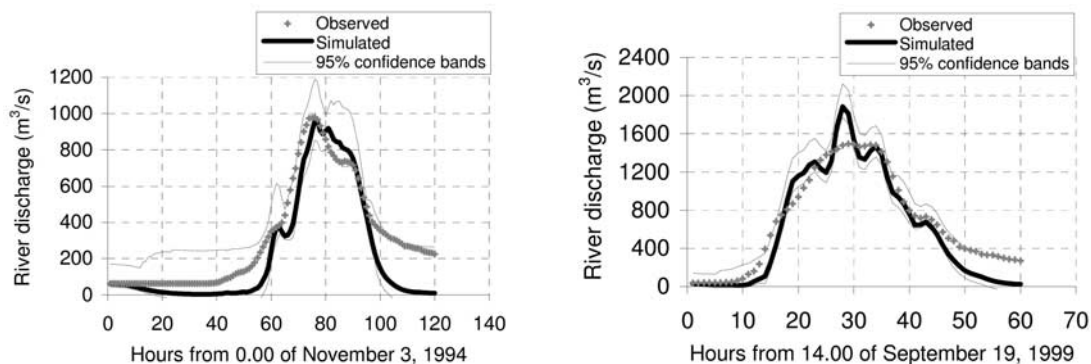 Observed
Simulated
95% confidence bands
River discharge (m³/s)
1200
1000
800
600
400
200
0
0 20 40 60 80 100 120 140
Hours from 0.00 of November 3, 1994
Observed
Simulated
95% confidence bands
River discharge (m³/s)
2400
2000
1600
1200
800
400
0
0 10 20 30 40 50 60 70
Hours from 14.00 of September 19, 1999